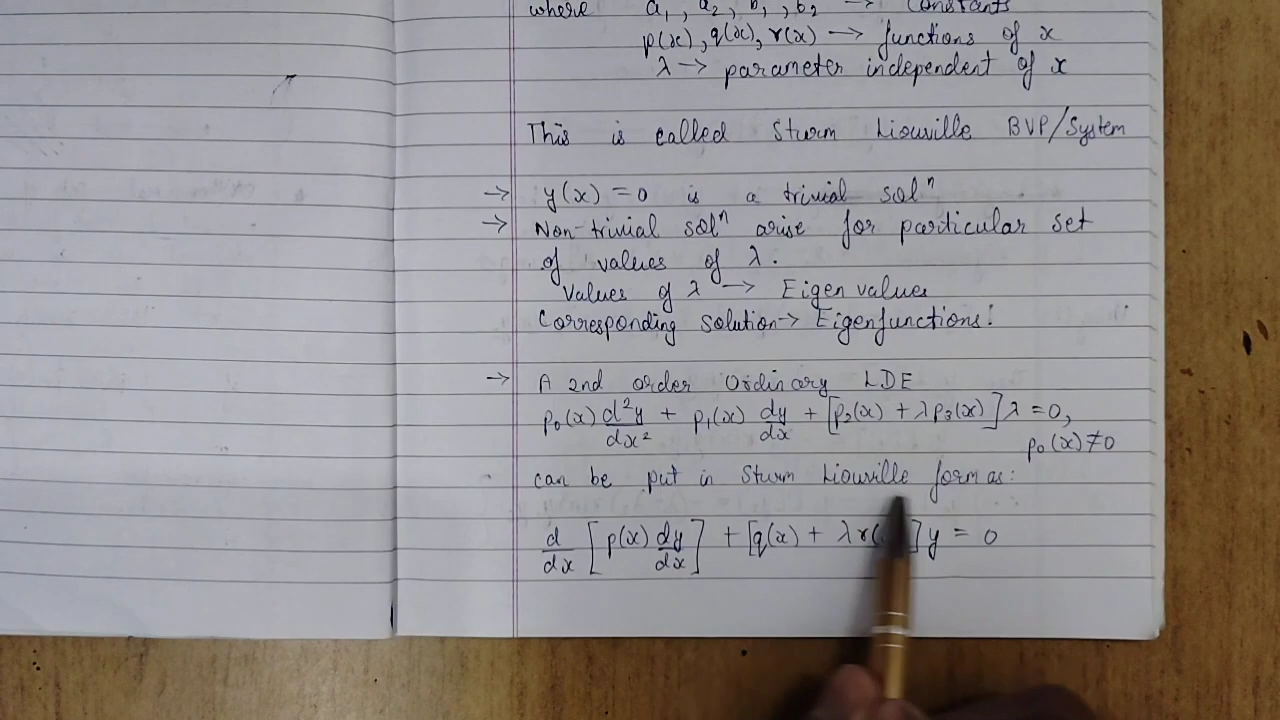 where a₁, a₂, b₁, b₂ → constants
p(x), q(x), r(x) → functions of x
λ → parameter independent of x
This is called Sturm Liouville BVP/System
→ y(x) = 0 is a trivial solⁿ
→ Non-trivial solⁿ arise for particular set
of values of λ.
Values of λ → Eigen values
Corresponding solution → Eigenfunctions.
→ A 2nd order Ordinary LDE
p₀(x) d²y/dx² + p₁(x) dy/dx + [p₂(x) + λp₃(x)] λ = 0,
p₀(x) ≠ 0
can be put in Sturm Liouville form as:
d/dx [p(x) dy/dx] + [q(x) + λr( ] y = 0